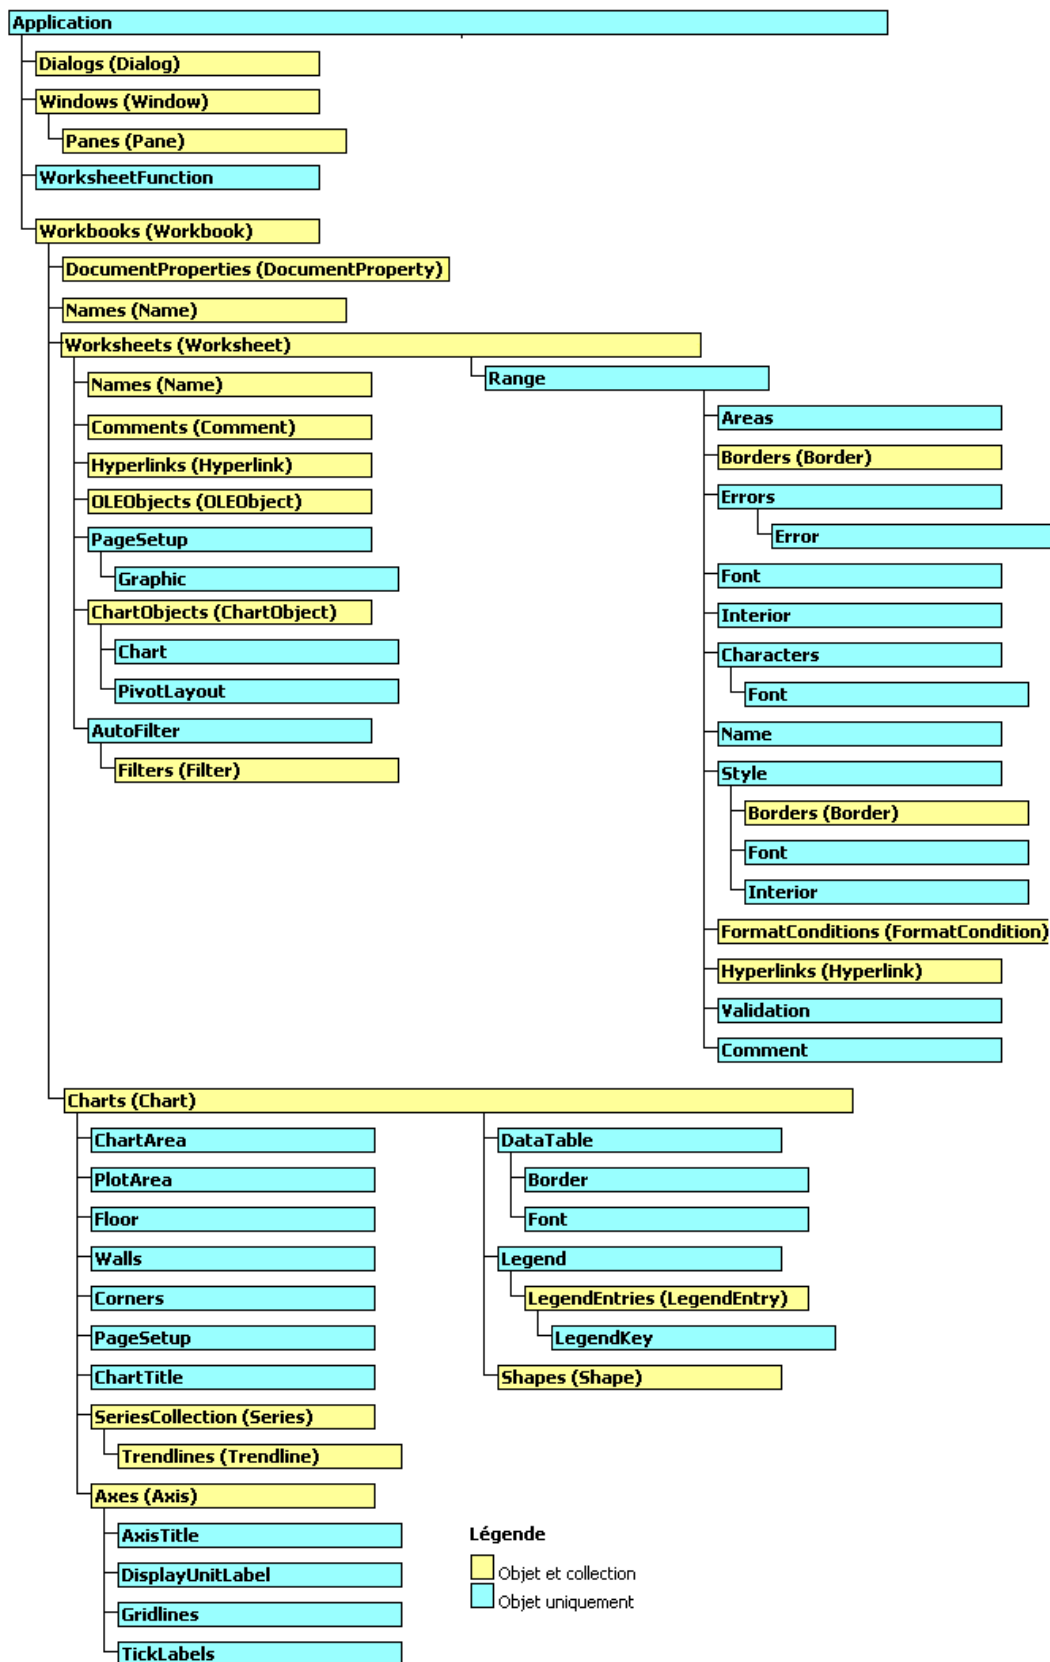 Application
Dialogs (Dialog)
Windows (Window)
Panes (Pane)
WorksheetFunction
Workbooks (Workbook)
DocumentProperties (DocumentProperty)
Names (Name)
Worksheets (Worksheet)
Range
Names (Name)
Comments (Comment)
Hyperlinks (Hyperlink)
OLEObjects (OLEObject)
PageSetup
Graphic
ChartObjects (ChartObject)
Chart
PivotLayout
AutoFilter
Filters (Filter)
Areas
Borders (Border)
Errors
Error
Font
Interior
Characters
Font
Name
Style
Borders (Border)
Font
Interior
FormatConditions (FormatCondition)
Hyperlinks (Hyperlink)
Validation
Comment
Charts (Chart)
ChartArea
PlotArea
Floor
Walls
Corners
PageSetup
ChartTitle
SeriesCollection (Series)
Trendlines (Trendline)
Axes (Axis)
AxisTitle
DisplayUnitLabel
Gridlines
TickLabels
DataTable
Border
Font
Legend
LegendEntries (LegendEntry)
LegendKey
Shapes (Shape)
Légende
Objet et collection
Objet uniquement